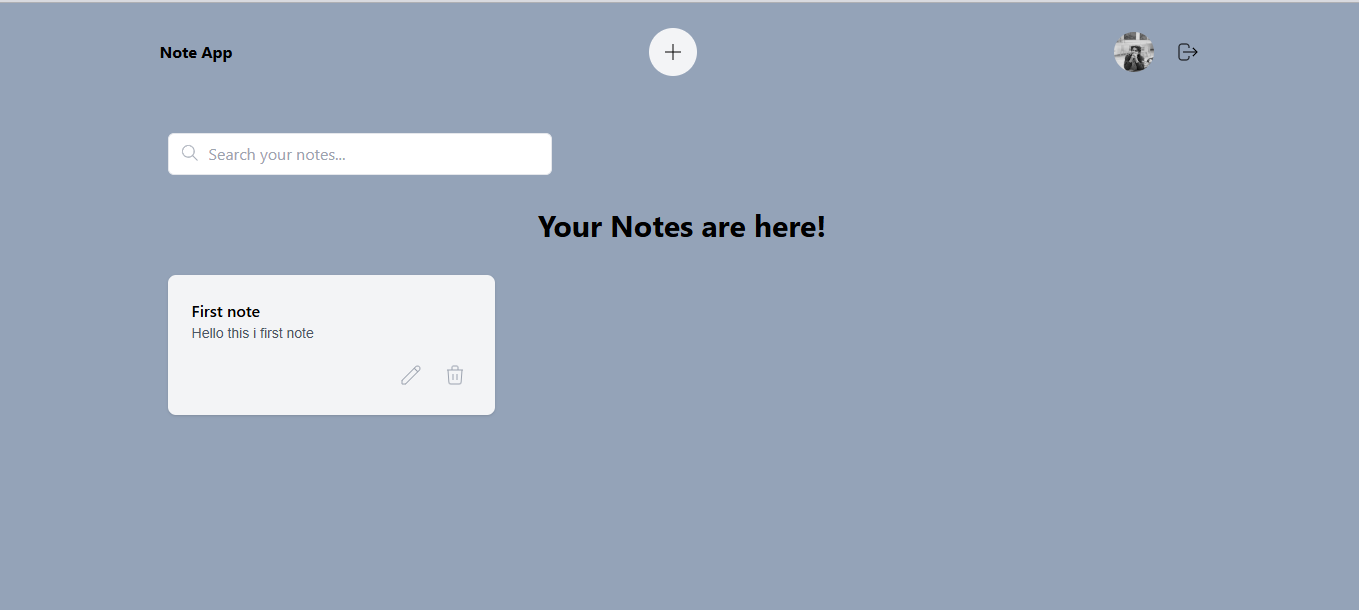 Note App
Search your notes...
Your Notes are here!
First note
Hello this i first note